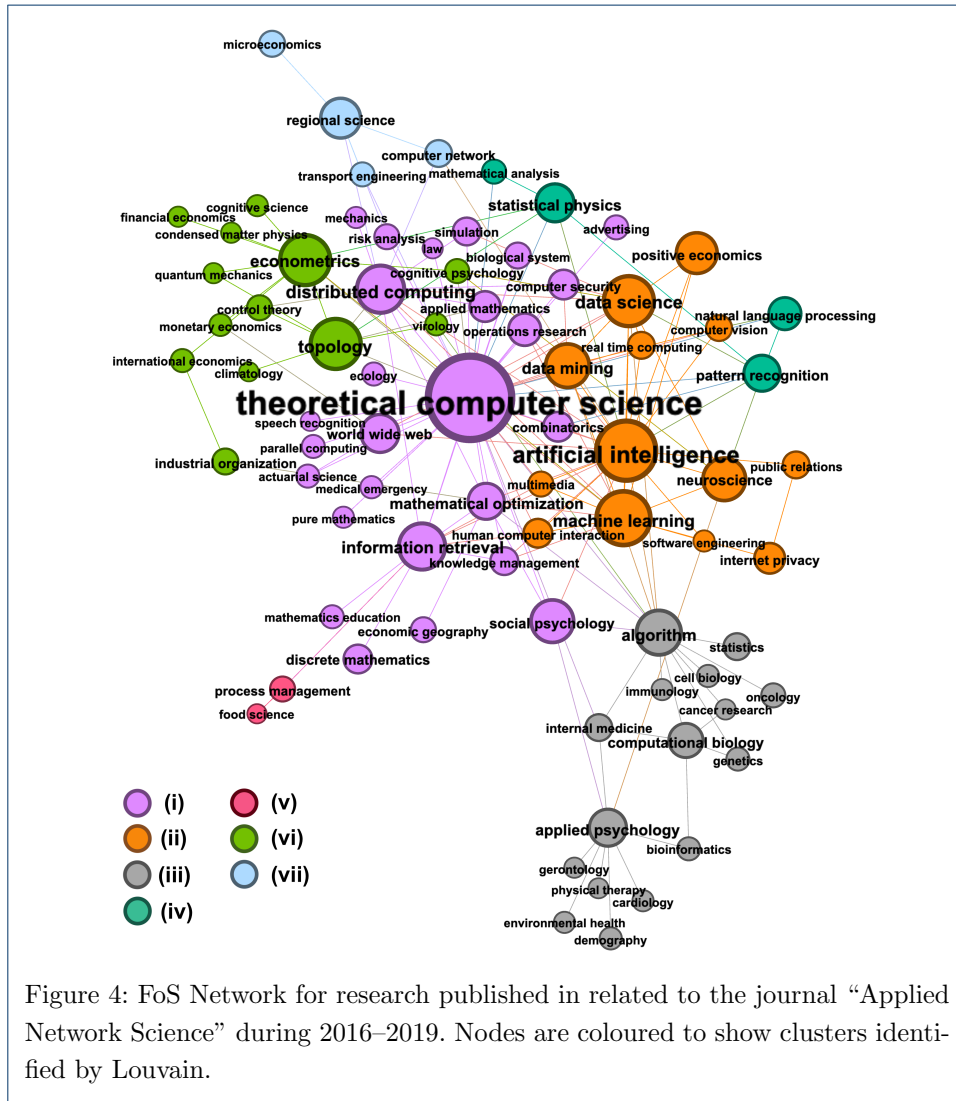 microeconomics
regional science
computer network
mathematical analysis
transport engineering
cognitive science
statistical physics
financial economics
mechanics
advertising
condensed matter physics
risk analysis
simulation
law
biological system
positive economics
econometrics
quantum mechanics
cognitive psychology
computer security
distributed computing
data science
control theory
applied mathematics
natural language processing
monetary economics
virology
operations research
computer vision
topology
real time computing
international economics
climatology
ecology
data mining
pattern recognition
theoretical computer science
speech recognition
combinatorics
world wide web
parallel computing
artificial intelligence
industrial organization
public relations
actuarial science
neuroscience
medical emergency
multimedia
mathematical optimization
pure mathematics
machine learning
human computer interaction
software engineering
information retrieval
internet privacy
knowledge management
mathematics education
social psychology
economic geography
algorithm
statistics
discrete mathematics
cell biology
process management
immunology
oncology
cancer research
food science
internal medicine
computational biology
genetics
applied psychology
bioinformatics
gerontology
physical therapy
cardiology
environmental health
demography
(i)
(ii)
(iii)
(iv)
(v)
(vi)
(vii)
Figure 4: FoS Network for research published in related to the journal “Applied
Network Science” during 2016–2019. Nodes are coloured to show clusters identi-
fied by Louvain.